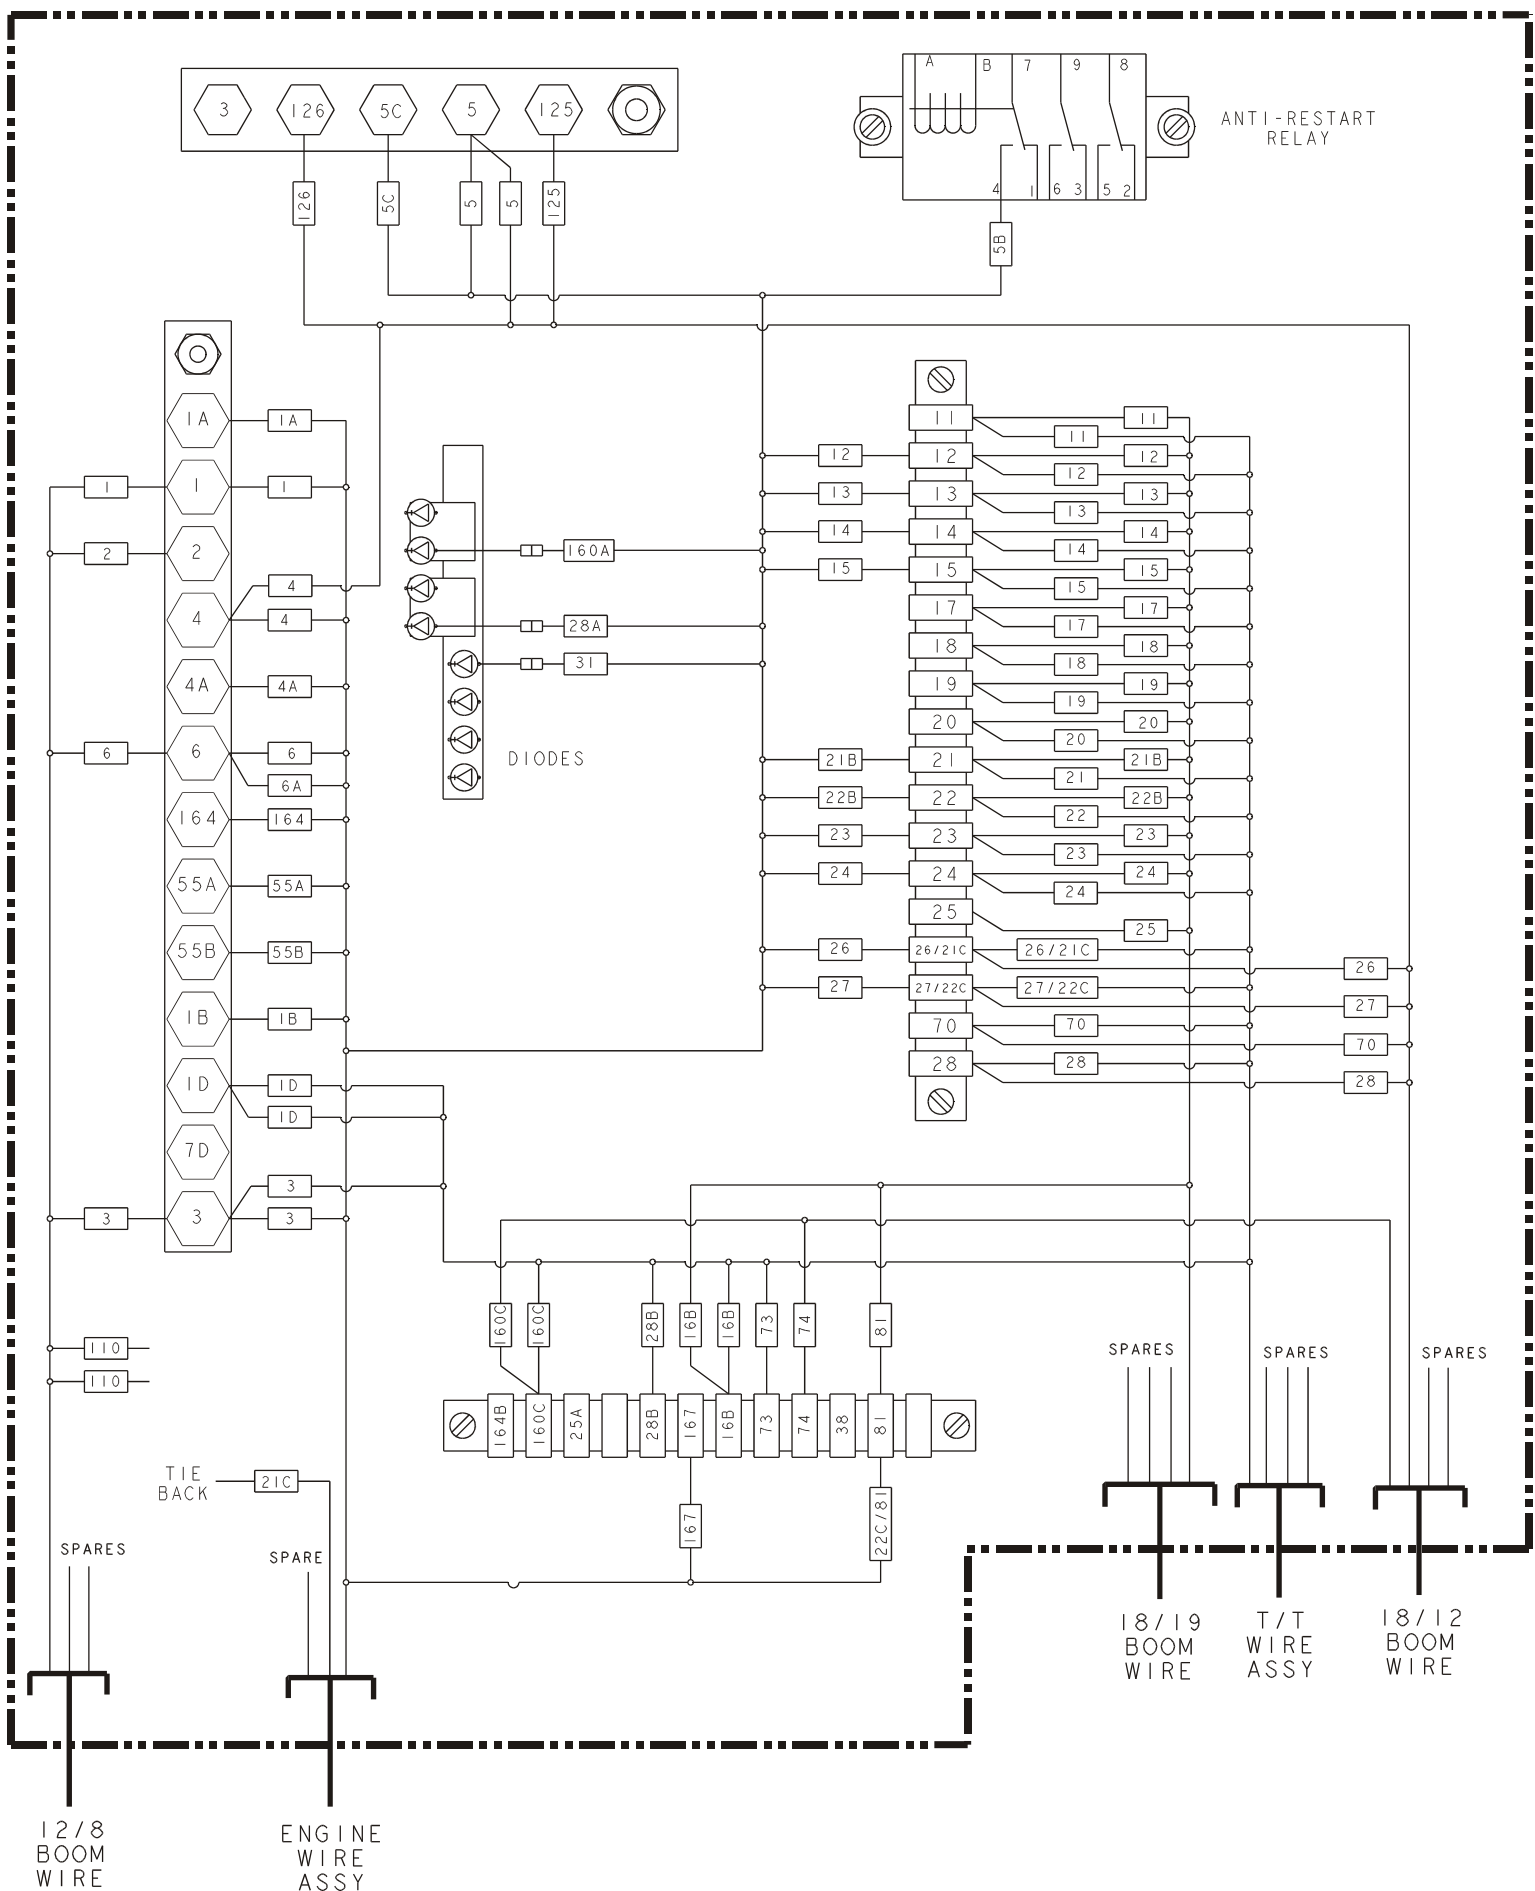 3 126 5C 5 125
A B 7 9 8
ANTI-RESTART
RELAY
126 5C 5 5 125
4 1 6 3 5 2
5B
1A 1A
1 1 1
2 2
4
4 4
4A 4A
6 6 6
6A
164 164
55A 55A
55B 55B
1B 1B
1D 1D
1D
7D
3
3 3 3
110
110
160A
28A
31
DIODES
11 11
11
12 12 12
12
13 13 13
13
14 14 14
14
15 15 15
15
17 17
17
18 18
18
19 19
19
20 20
20
21B 21 21B
21
22B 22 22B
22
23 23 23
23
24 24 24
24
25
25
26 26/21C 26/21C
26
27 27/22C 27/22C
27
70 70
70
28 28
28
160C 160C 28B 16B 16B 73 74 81
164B 160C 25A 28B 167 16B 73 74 38 81
167 22C/81
TIE
BACK
21C
SPARES
SPARE
SPARES
SPARES
SPARES
12/8
BOOM
WIRE
ENGINE
WIRE
ASSY
18/19
BOOM
WIRE
T/T
WIRE
ASSY
18/12
BOOM
WIRE